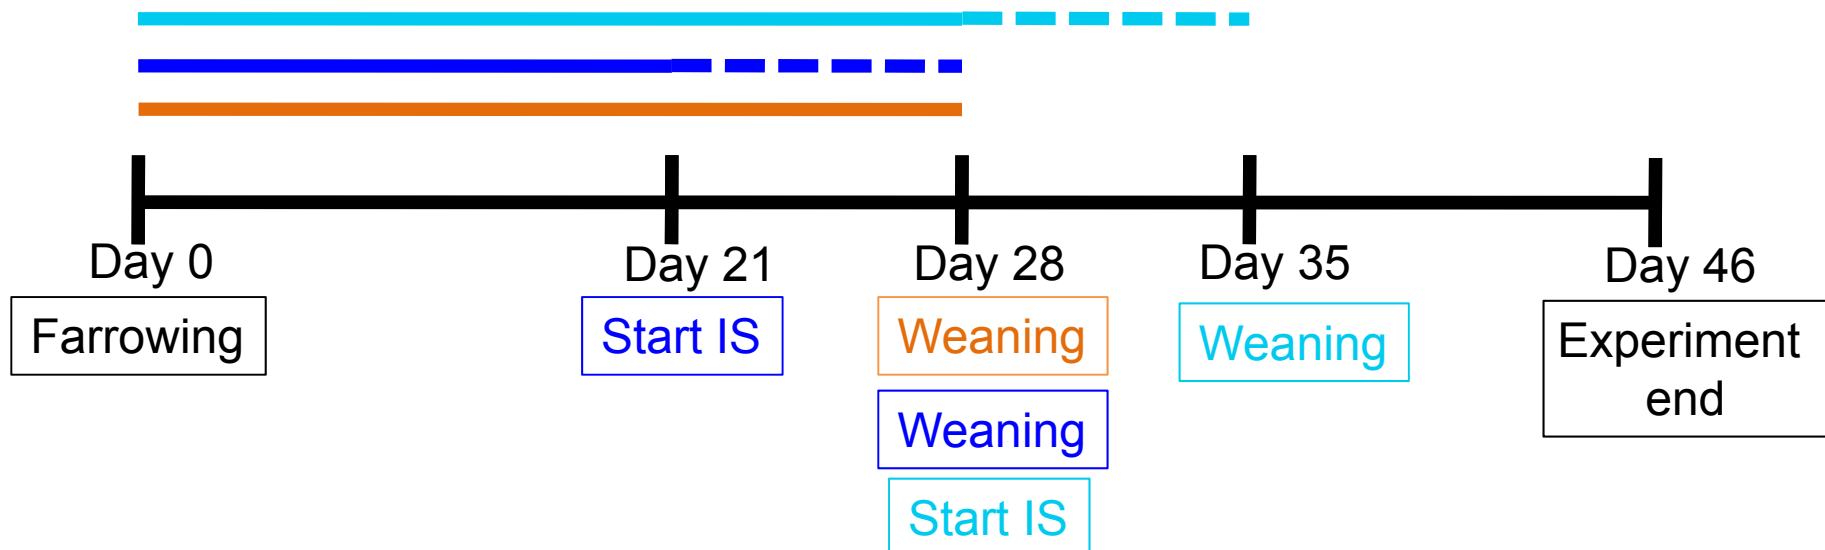 Day 0
Day 21
Day 28
Day 35
Day 46
Farrowing
Start IS
Weaning
Weaning
Experiment
end
Weaning
Start IS